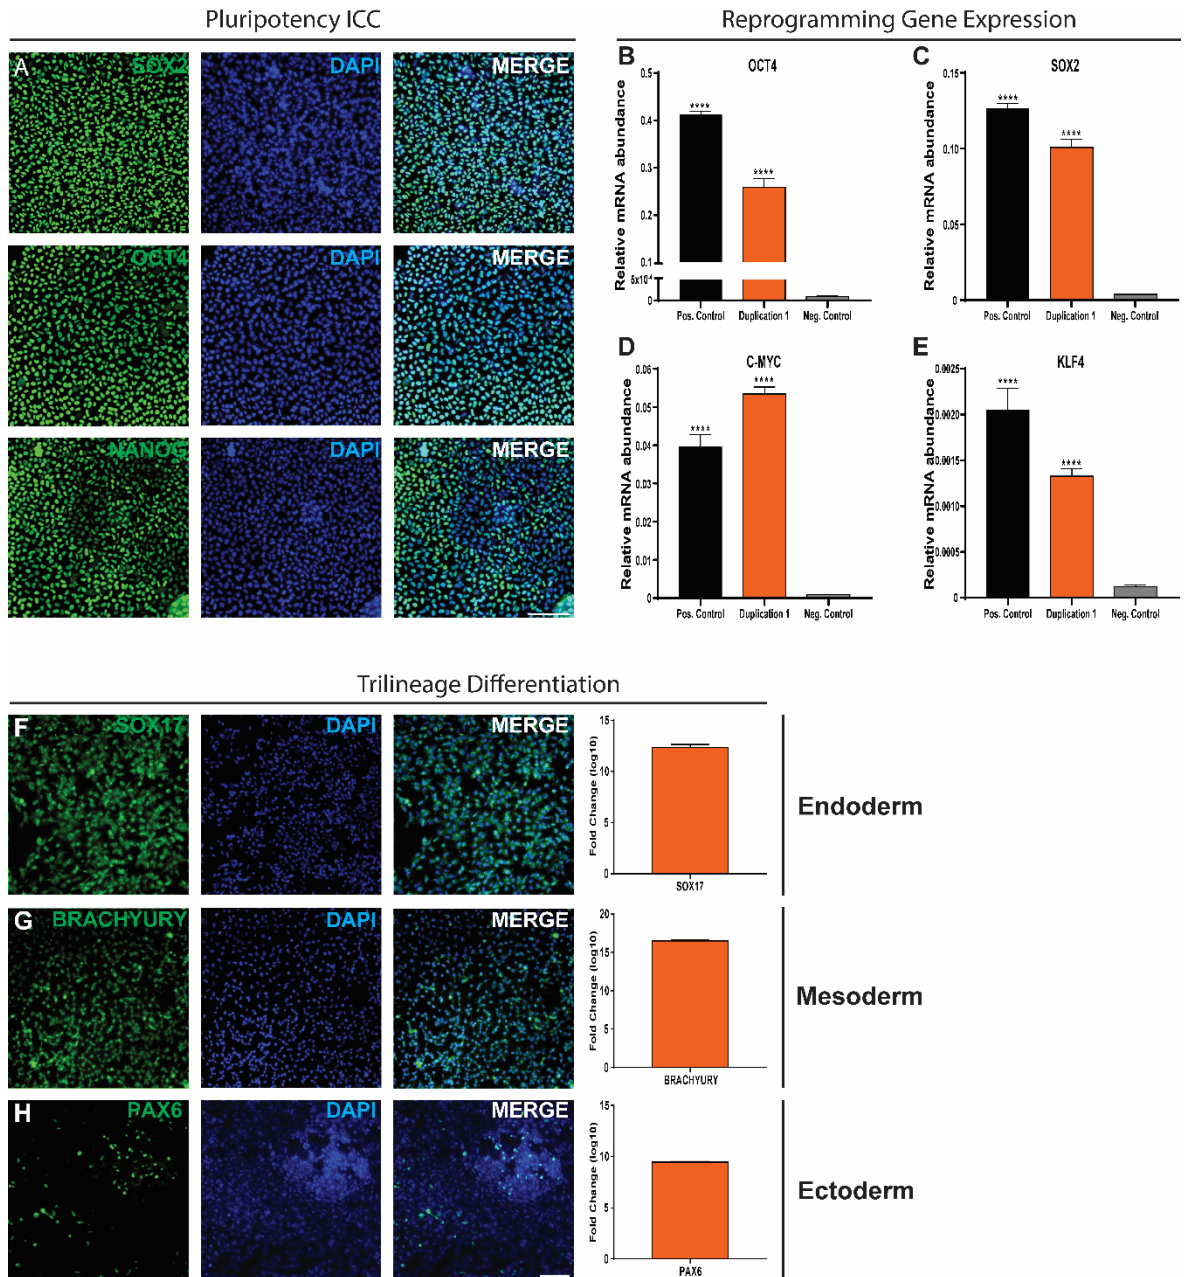 Pluripotency ICC
Reprogramming Gene Expression
A
SOX2
DAPI
MERGE
OCT4
DAPI
MERGE
NANOG
DAPI
MERGE
B
OCT4
Relative mRNA abundance
0.5
0.4
0.3
0.2
0.1
5x10⁻⁴
0
****
****
Pos. Control
Duplication 1
Neg. Control
C
SOX2
Relative mRNA abundance
0.15
0.10
0.05
0.00
****
****
Pos. Control
Duplication 1
Neg. Control
D
C-MYC
Relative mRNA abundance
0.06
0.05
0.04
0.03
0.02
0.01
0
****
****
Pos. Control
Duplication 1
Neg. Control
E
KLF4
Relative mRNA abundance
0.0025
0.0020
0.0015
0.0010
0.0005
0
****
****
Pos. Control
Duplication 1
Neg. Control
Trilineage Differentiation
F
SOX17
DAPI
MERGE
Fold Change (log10)
15
10
5
0
SOX17
Endoderm
G
BRACHYURY
DAPI
MERGE
Fold Change (log10)
20
15
10
5
0
BRACHYURY
Mesoderm
H
PAX6
DAPI
MERGE
Fold Change (log10)
15
10
5
0
PAX6
Ectoderm